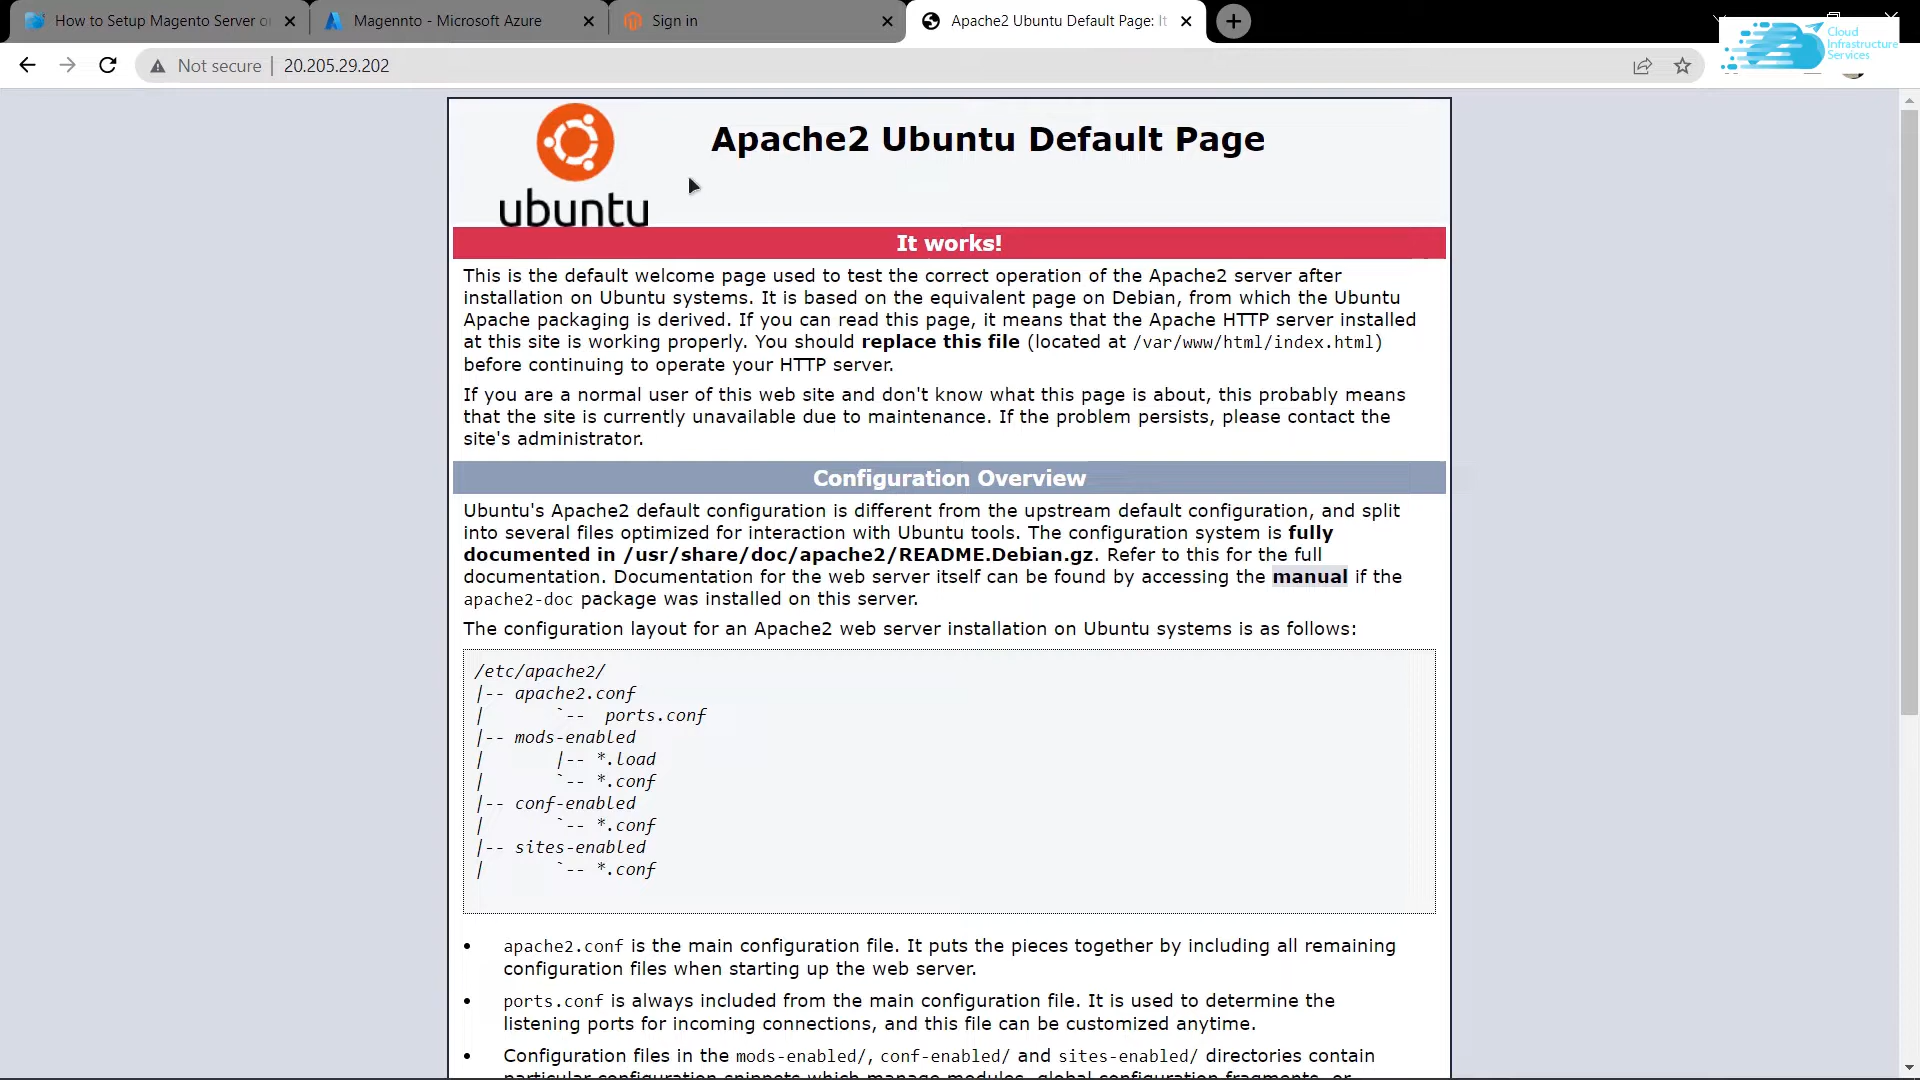 How to Setup Magento Server or
Magennto - Microsoft Azure
Sign in
Apache2 Ubuntu Default Page: It
Not secure
20.205.29.202
Cloud
Infrastructure
Services
ubuntu
Apache2 Ubuntu Default Page
It works!
This is the default welcome page used to test the correct operation of the Apache2 server after
installation on Ubuntu systems. It is based on the equivalent page on Debian, from which the Ubuntu
Apache packaging is derived. If you can read this page, it means that the Apache HTTP server installed
at this site is working properly. You should replace this file (located at /var/www/html/index.html)
before continuing to operate your HTTP server.
If you are a normal user of this web site and don't know what this page is about, this probably means
that the site is currently unavailable due to maintenance. If the problem persists, please contact the
site's administrator.
Configuration Overview
Ubuntu's Apache2 default configuration is different from the upstream default configuration, and split
into several files optimized for interaction with Ubuntu tools. The configuration system is fully
documented in /usr/share/doc/apache2/README.Debian.gz. Refer to this for the full
documentation. Documentation for the web server itself can be found by accessing the manual if the
apache2-doc package was installed on this server.
The configuration layout for an Apache2 web server installation on Ubuntu systems is as follows:
/etc/apache2/
|-- apache2.conf
|       `--  ports.conf
|-- mods-enabled
|       |-- *.load
|       `-- *.conf
|-- conf-enabled
|       `-- *.conf
|-- sites-enabled
|       `-- *.conf
• apache2.conf is the main configuration file. It puts the pieces together by including all remaining
configuration files when starting up the web server.
• ports.conf is always included from the main configuration file. It is used to determine the
listening ports for incoming connections, and this file can be customized anytime.
• Configuration files in the mods-enabled/, conf-enabled/ and sites-enabled/ directories contain
particular configuration snippets which manage modules, global configuration fragments, or